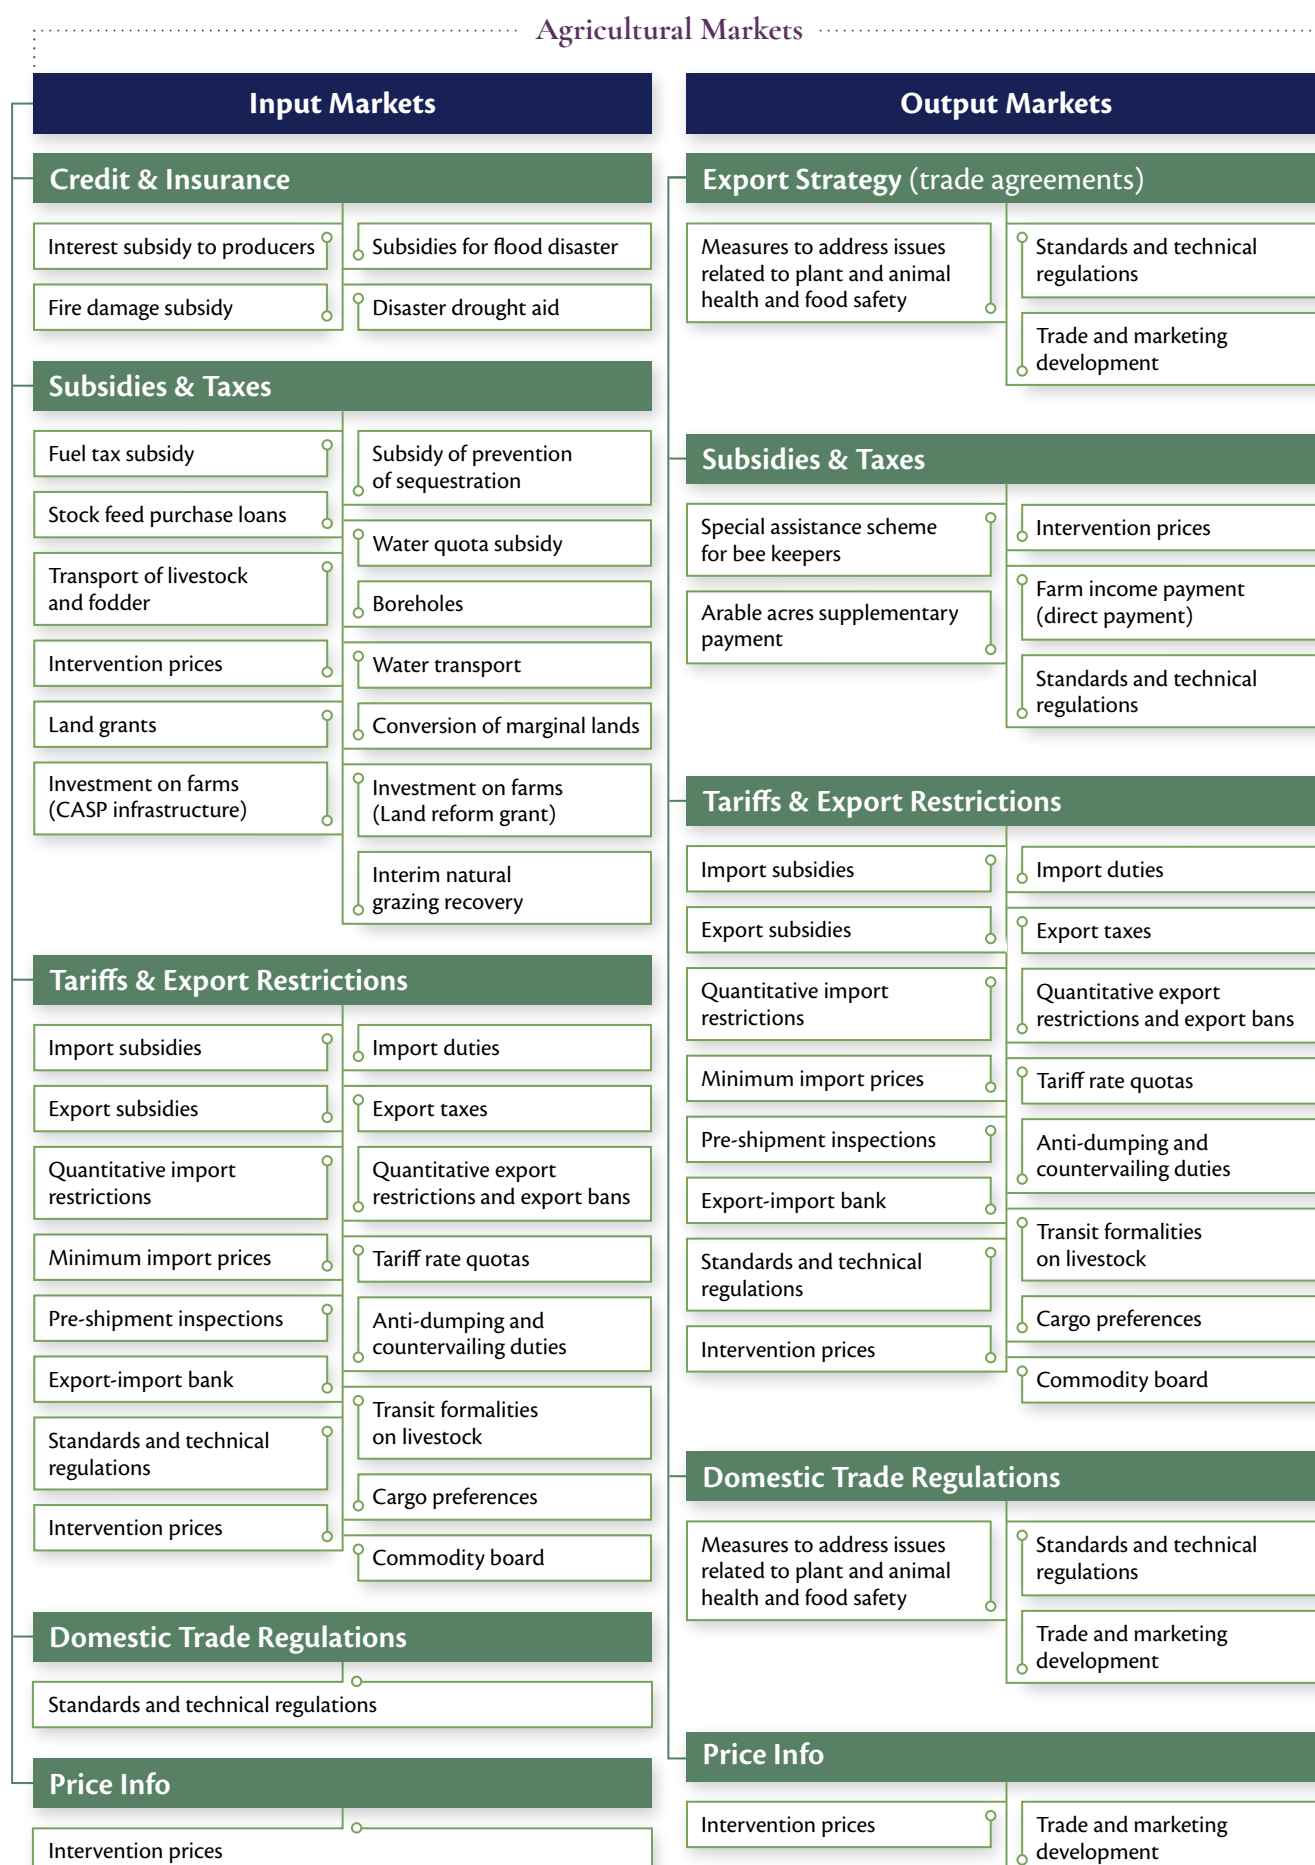 Agricultural Markets
Input Markets
Credit & Insurance
Interest subsidy to producers
Fire damage subsidy
Subsidies for flood disaster
Disaster drought aid
Subsidies & Taxes
Fuel tax subsidy
Stock feed purchase loans
Transport of livestock
and fodder
Intervention prices
Land grants
Investment on farms
(CASP infrastructure)
Subsidy of prevention
of sequestration
Water quota subsidy
Boreholes
Water transport
Conversion of marginal lands
Investment on farms
(Land reform grant)
Interim natural
grazing recovery
Tariffs & Export Restrictions
Import subsidies
Export subsidies
Quantitative import
restrictions
Minimum import prices
Pre-shipment inspections
Export-import bank
Standards and technical
regulations
Intervention prices
Import duties
Export taxes
Quantitative export
restrictions and export bans
Tariff rate quotas
Anti-dumping and
countervailing duties
Transit formalities
on livestock
Cargo preferences
Commodity board
Domestic Trade Regulations
Standards and technical regulations
Price Info
Intervention prices
Output Markets
Export Strategy (trade agreements)
Measures to address issues
related to plant and animal
health and food safety
Standards and technical
regulations
Trade and marketing
development
Subsidies & Taxes
Special assistance scheme
for bee keepers
Arable acres supplementary
payment
Intervention prices
Farm income payment
(direct payment)
Standards and technical
regulations
Tariffs & Export Restrictions
Import subsidies
Export subsidies
Quantitative import
restrictions
Minimum import prices
Pre-shipment inspections
Export-import bank
Standards and technical
regulations
Intervention prices
Import duties
Export taxes
Quantitative export
restrictions and export bans
Tariff rate quotas
Anti-dumping and
countervailing duties
Transit formalities
on livestock
Cargo preferences
Commodity board
Domestic Trade Regulations
Measures to address issues
related to plant and animal
health and food safety
Standards and technical
regulations
Trade and marketing
development
Price Info
Intervention prices
Trade and marketing
development